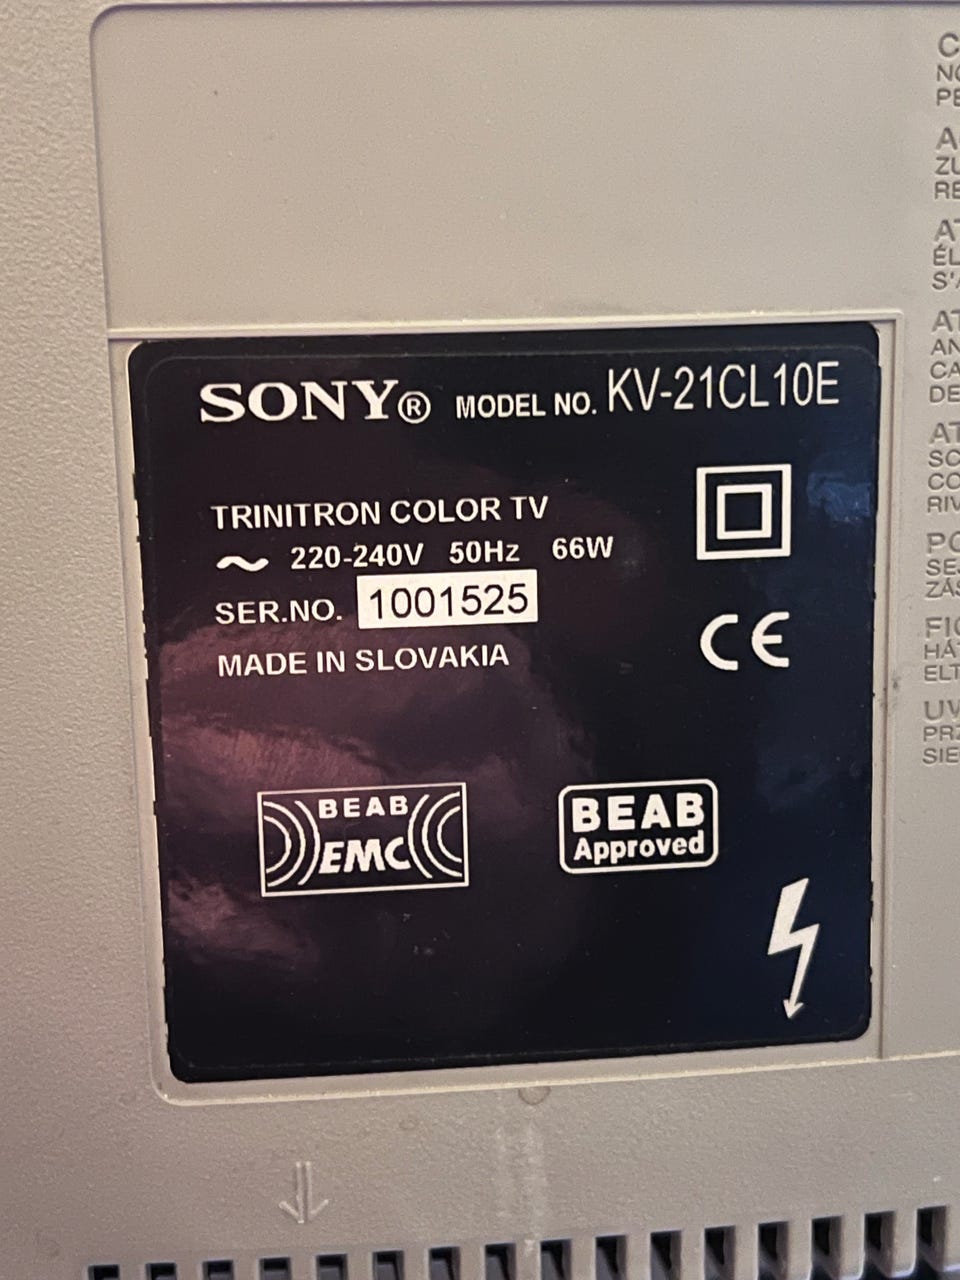 SONY® MODEL NO. KV-21CL10E
TRINITRON COLOR TV
~ 220-240V 50Hz 66W
SER.NO. 1001525
MADE IN SLOVAKIA
CE
BEAB
EMC
BEAB
Approved